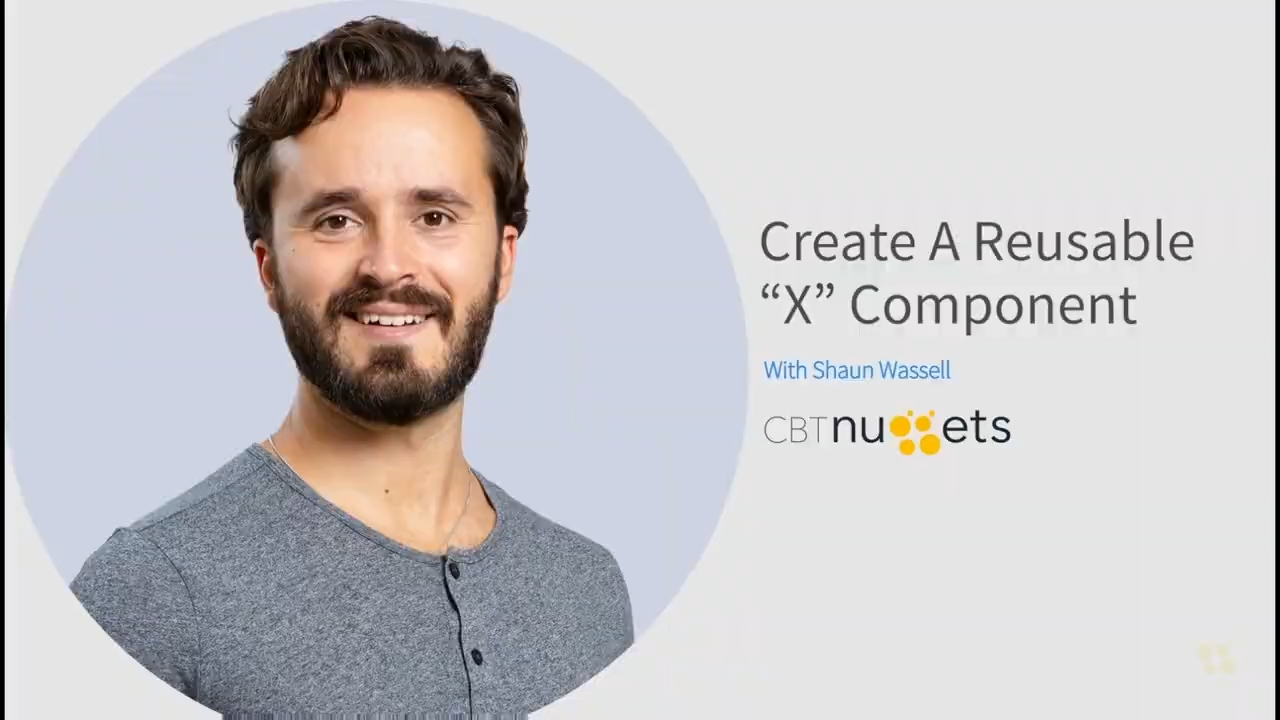 Create A Reusable
“X” Component
With Shaun Wassell
CBTnuggets